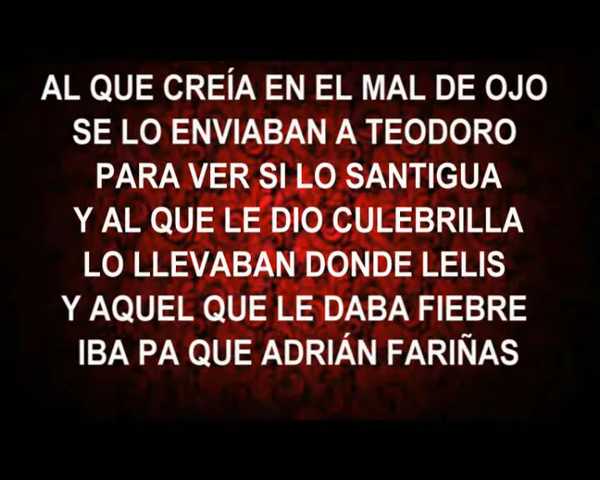 AL QUE CREÍA EN EL MAL DE OJO
SE LO ENVIABAN A TEODORO
PARA VER SI LO SANTIGUA
Y AL QUE LE DIO CULEBRILLA
LO LLEVABAN DONDE LELIS
Y AQUEL QUE LE DABA FIEBRE
IBA PA QUE ADRIÁN FARIÑAS